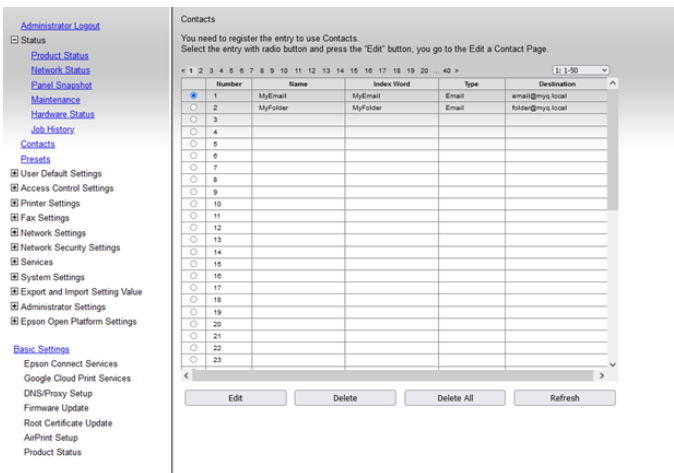 Administrator Logout
Status
Product Status
Network Status
Panel Snapshot
Maintenance
Hardware Status
Job History
Contacts
Presets
User Default Settings
Access Control Settings
Printer Settings
Fax Settings
Network Settings
Network Security Settings
Services
System Settings
Export and Import Setting Value
Administrator Settings
Epson Open Platform Settings
Basic Settings
Epson Connect Services
Google Cloud Print Services
DNS/Proxy Setup
Firmware Update
Root Certificate Update
AirPrint Setup
Product Status
Contacts
You need to register the entry to use Contacts.
Select the entry with radio button and press the "Edit" button, you go to the Edit a Contact Page.
< 1 2 3 4 5 6 7 8 9 10 11 12 13 14 15 16 17 18 19 20 ... 40 > 1: 1-50
Number Name Index Word Type Destination
1 MyEmail MyEmail Email email@myq.local
2 MyFolder MyFolder Email folder@myq.local
3
4
5
6
7
8
9
10
11
12
13
14
15
16
17
18
19
20
21
22
23
Edit Delete Delete All Refresh